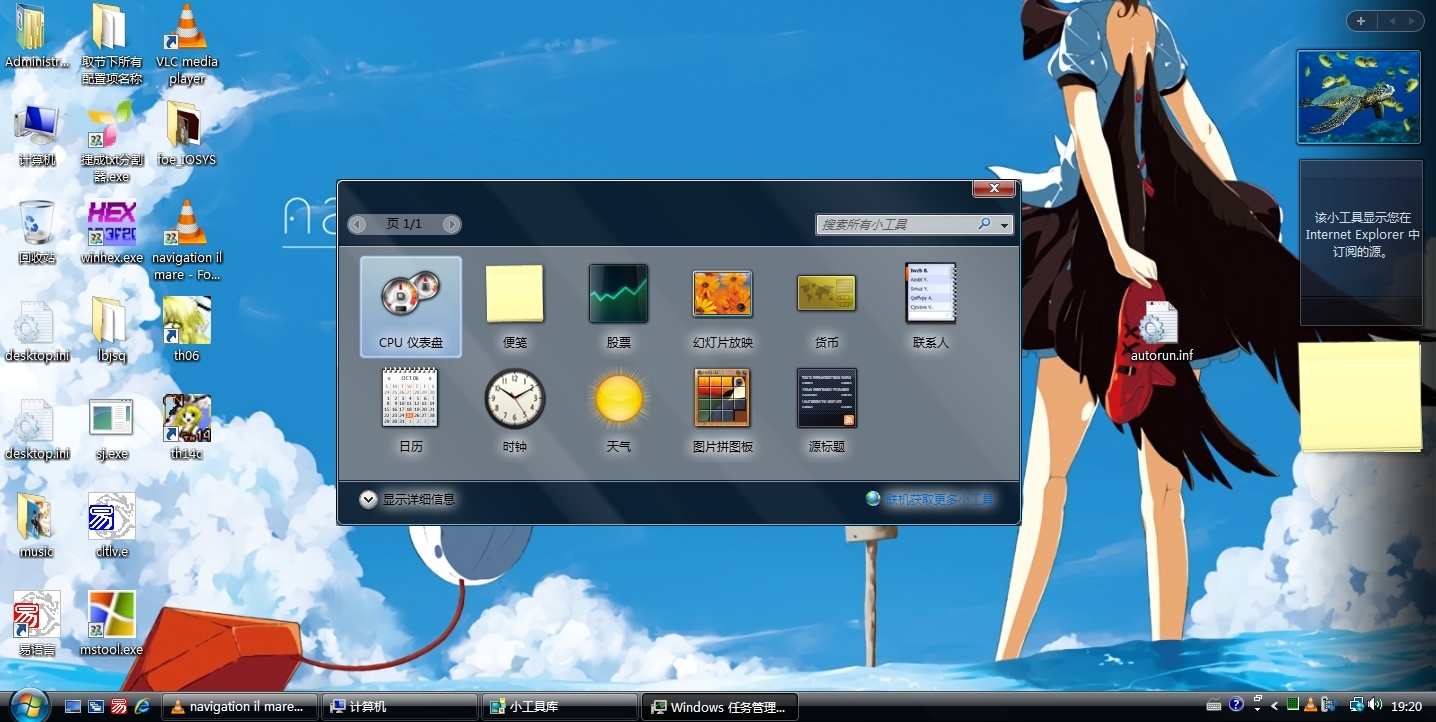 Administr...
取节下所有
配置项名称
VLC media
player
计算机
捷成txt分割
器.exe
foe_IOSYS
回收站
HEX
winhex.exe
navigation il
mare - Fo...
desktop.ini
lbjsq
th06
desktop.ini
sj.exe
th14c
music
cltlv.e
易语言
mstool.exe
na
页 1/1
搜索所有小工具
CPU 仪表盘
便笺
股票
幻灯片放映
货币
联系人
日历
时钟
天气
图片拼图板
源标题
显示详细信息
联机获取更多小工具
该小工具显示您在
Internet Explorer 中
订阅的源。
autorun.inf
navigation il mare...
计算机
小工具库
Windows 任务管理...
19:20